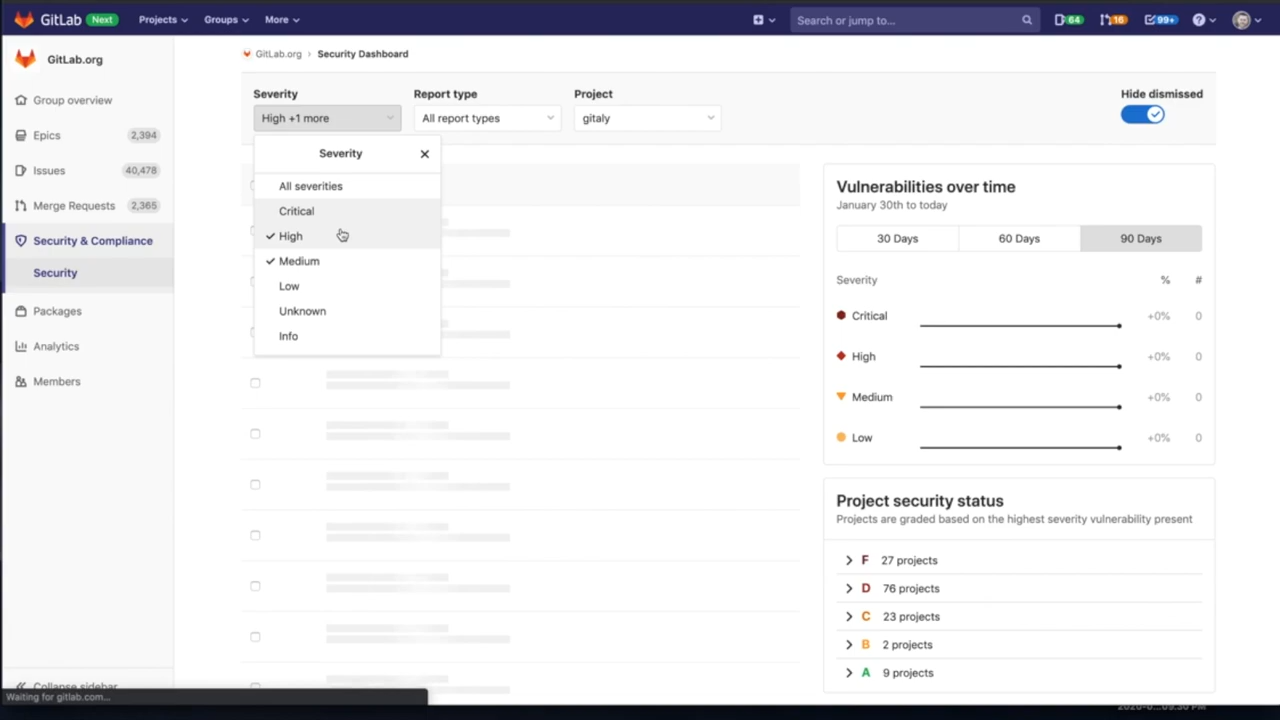 GitLab Next Projects Groups More Search or jump to... 64 16 99+
GitLab.org
Group overview
Epics 2,394
Issues 40,478
Merge Requests 2,365
Security & Compliance
Security
Packages
Analytics
Members
Collapse sidebar
Waiting for gitlab.com...
GitLab.org › Security Dashboard
Severity Report type Project Hide dismissed
High +1 more All report types gitaly
Severity
All severities
Critical
High
Medium
Low
Unknown
Info
Vulnerabilities over time
January 30th to today
30 Days 60 Days 90 Days
Severity % #
Critical +0% 0
High +0% 0
Medium +0% 0
Low +0% 0
Project security status
Projects are graded based on the highest severity vulnerability present
F 27 projects
D 76 projects
C 23 projects
B 2 projects
A 9 projects